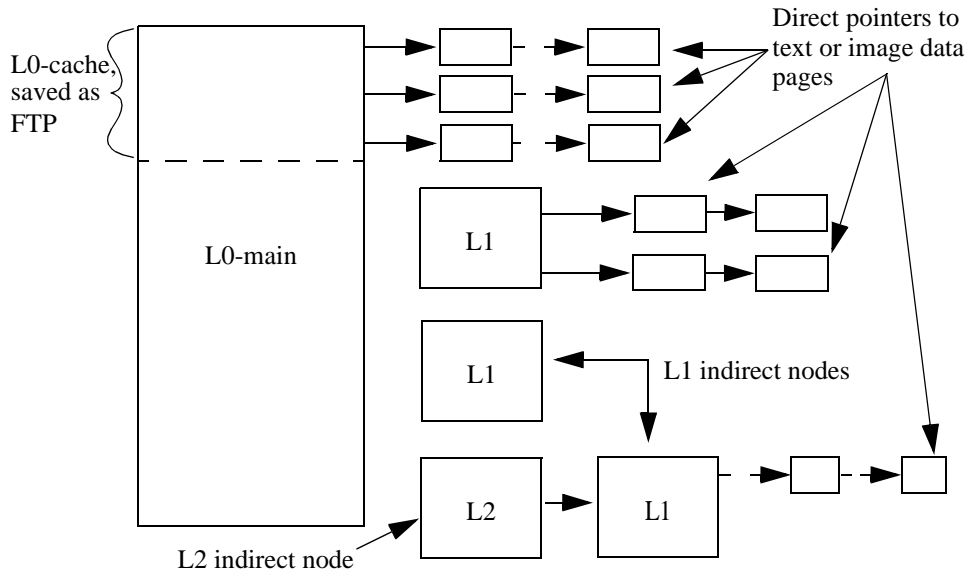 L0-cache,
saved as
FTP
Direct pointers to
text or image data
pages
L0-main
L1
L1
L1 indirect nodes
L2
L1
L2 indirect node